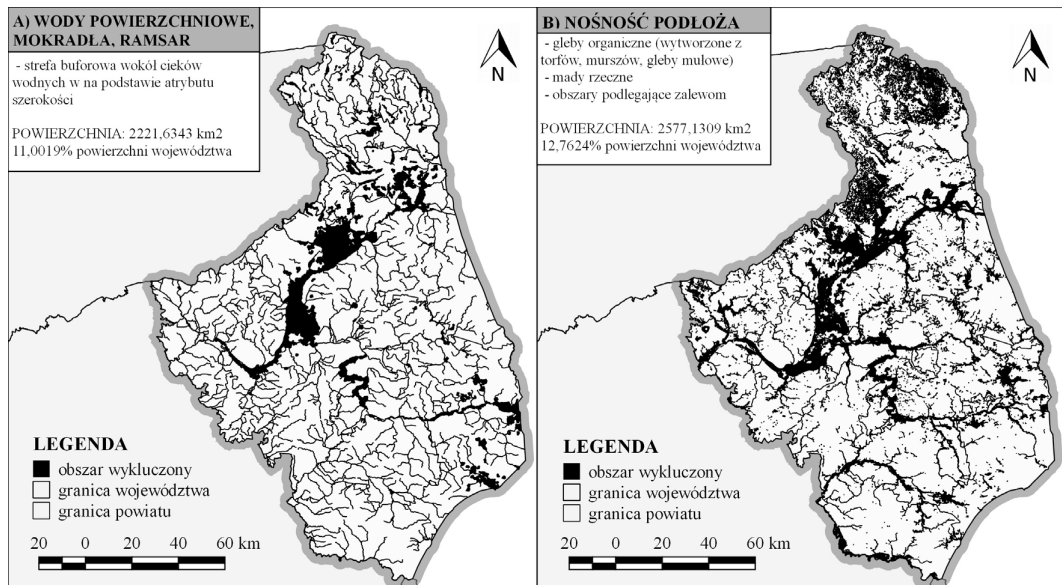 A) WODY POWIERZCHNIOWE,
MOKRADŁA, RAMSAR
- strefa buforowa wokól cieków
wodnych w na podstawie atrybutu
szerokości
POWIERZCHNIA: 2221,6343 km2
11,0019% powierzchni województwa
N
LEGENDA
obszar wykluczony
granica województwa
granica powiatu
20 0 20 40 60 km
B) NOŚNOŚĆ PODŁOŻA
- gleby organiczne (wytworzone z
torfów, murszów, gleby mulowe)
- mady rzeczne
- obszary podlegające zalewom
POWIERZCHNIA: 2577,1309 km2
12,7624% powierzchni województwa
N
LEGENDA
obszar wykluczony
granica województwa
granica powiatu
20 0 20 40 60 km